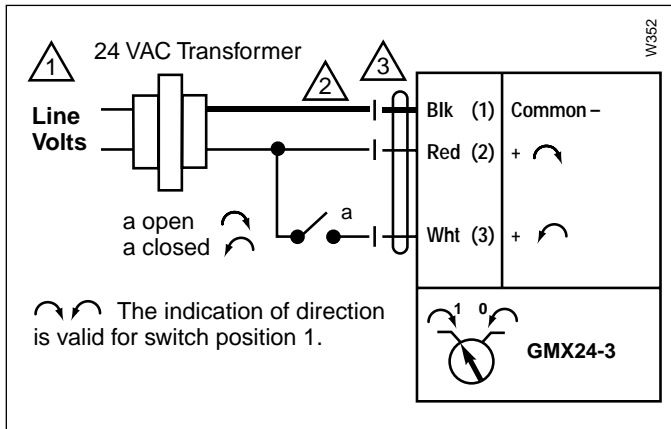 W352
24 VAC Transformer
1
2
3
Line
Volts
Blk (1) Common –
Red (2) +
a
a open
a closed
Wht (3) +
The indication of direction
is valid for switch position 1.
1 0
GMX24-3